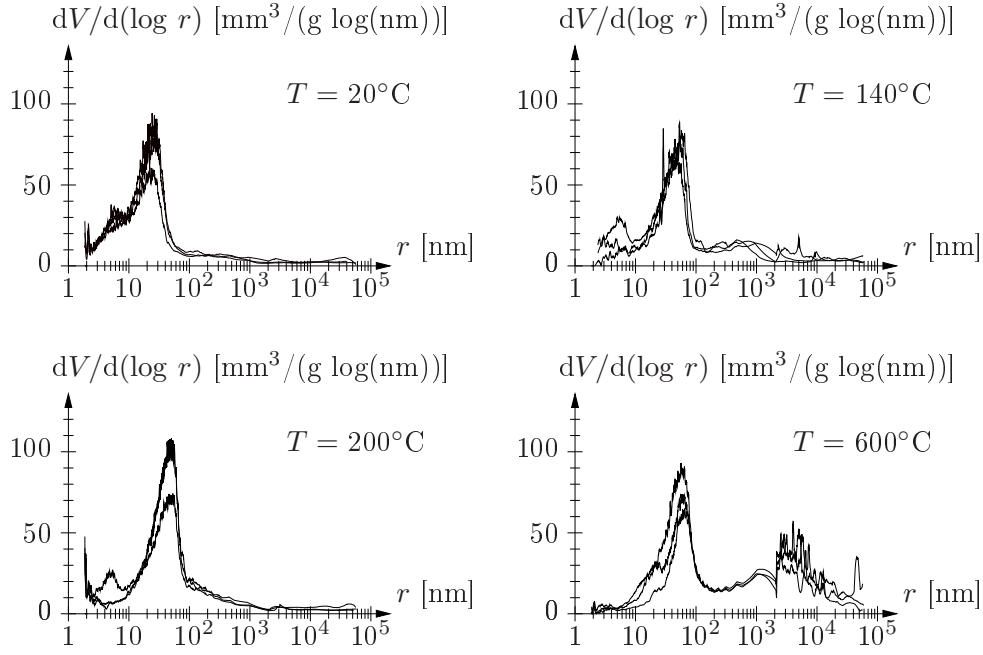 dV/d(log r) [mm³/(g log(nm))]
T = 20°C
100
50
0
r [nm]
1 10 10² 10³ 10⁴ 10⁵
dV/d(log r) [mm³/(g log(nm))]
T = 140°C
100
50
0
r [nm]
1 10 10² 10³ 10⁴ 10⁵
dV/d(log r) [mm³/(g log(nm))]
T = 200°C
100
50
0
r [nm]
1 10 10² 10³ 10⁴ 10⁵
dV/d(log r) [mm³/(g log(nm))]
T = 600°C
100
50
0
r [nm]
1 10 10² 10³ 10⁴ 10⁵